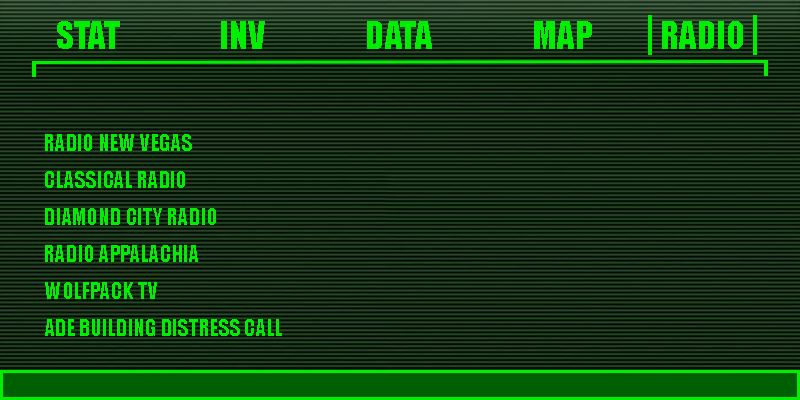 STAT INV DATA MAP RADIO
RADIO NEW VEGAS
CLASSICAL RADIO
DIAMOND CITY RADIO
RADIO APPALACHIA
WOLFPACK TV
ADE BUILDING DISTRESS CALL